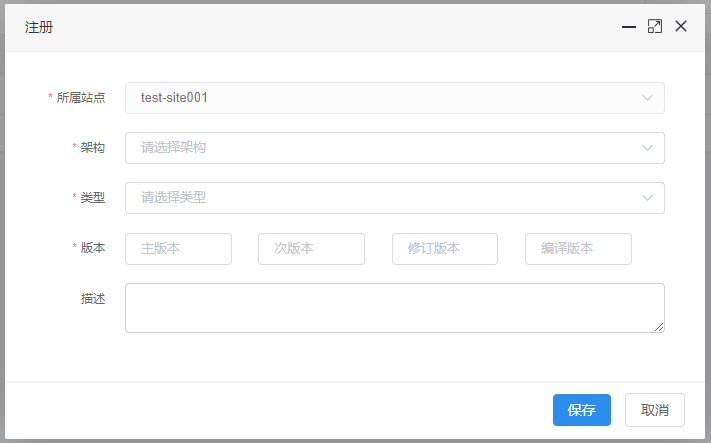 注册
* 所属站点 test-site001
* 架构 请选择架构
* 类型 请选择类型
* 版本 主版本 次版本 修订版本 编译版本
描述
保存 取消